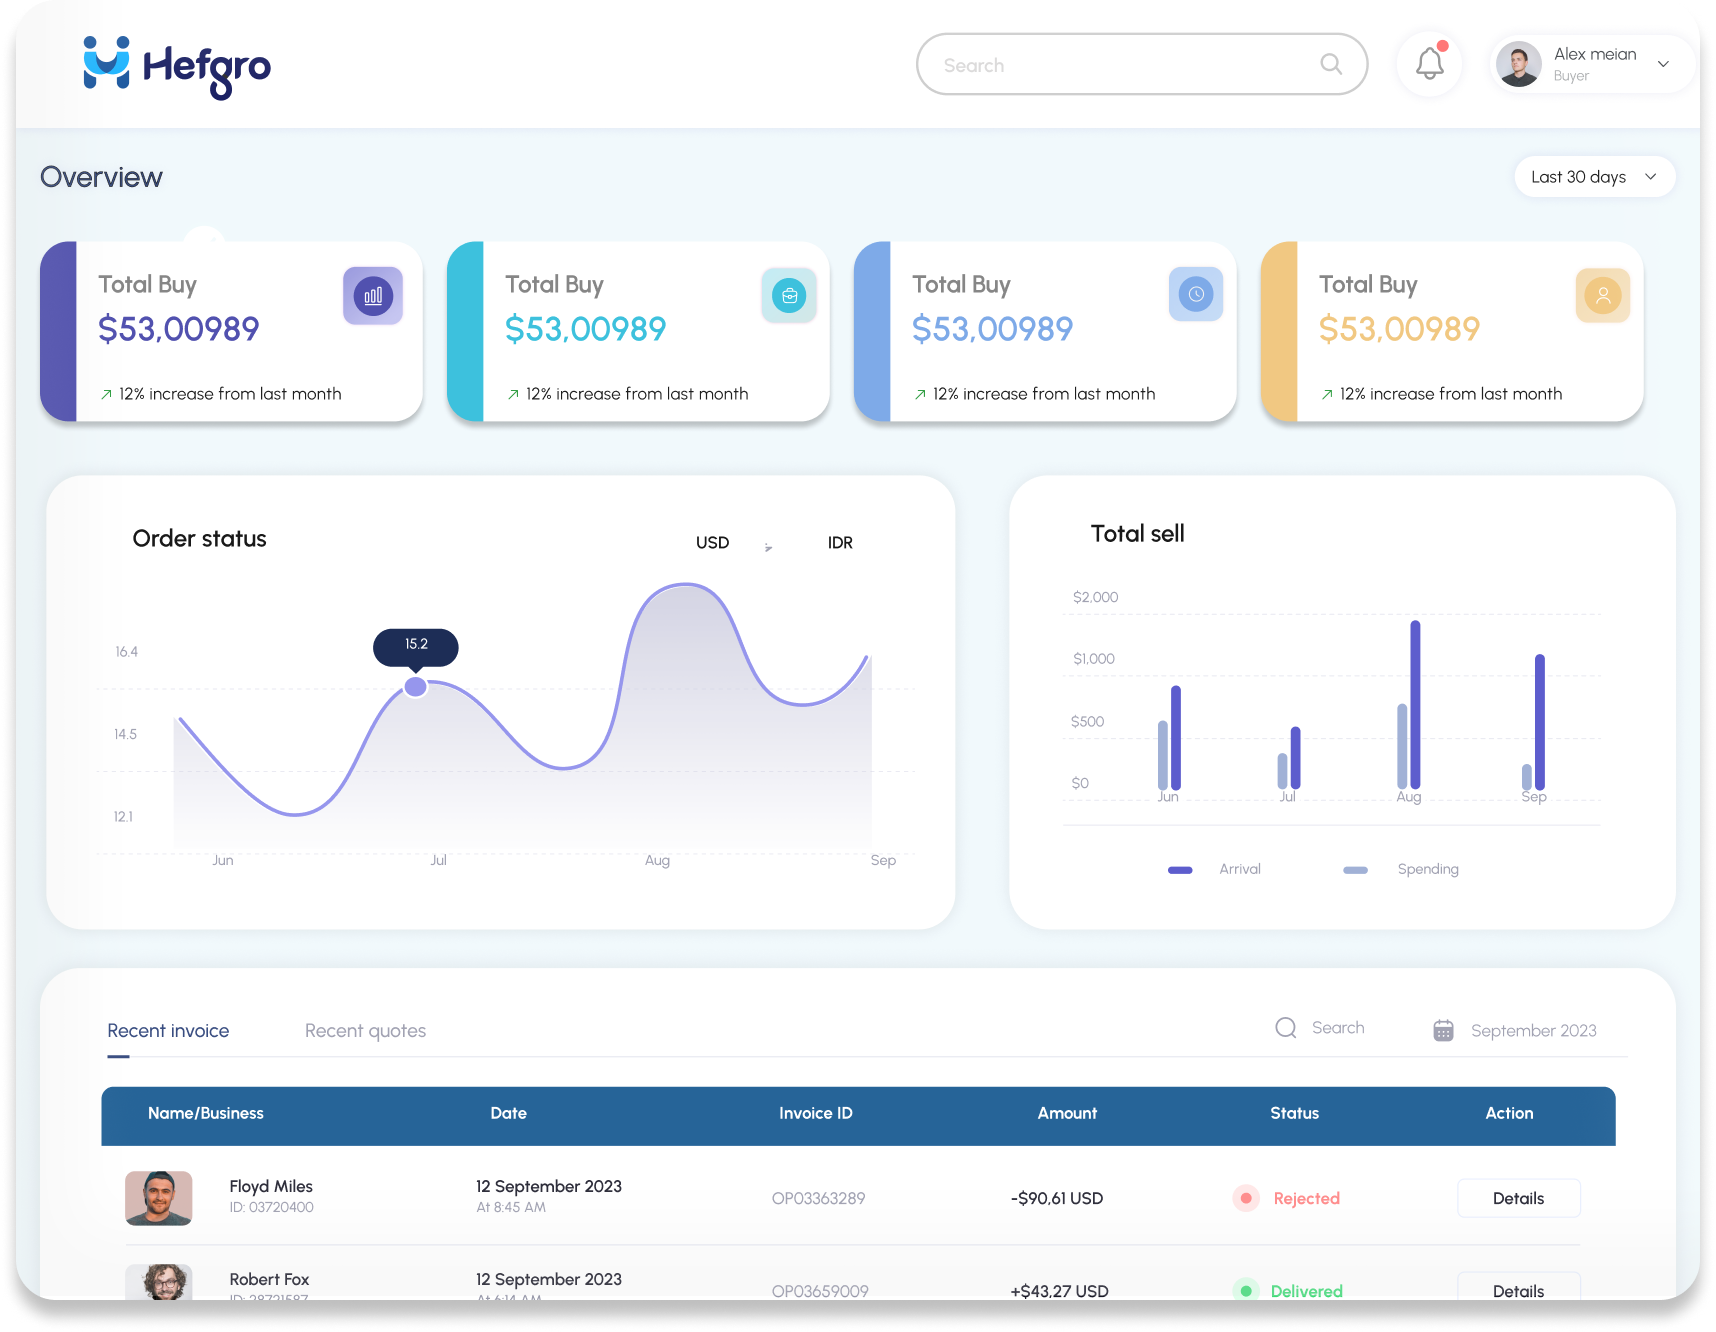 Hefgro
Search
Alex meian
Buyer
Overview
Last 30 days
Total Buy
$53,00989
12% increase from last month
Total Buy
$53,00989
12% increase from last month
Total Buy
$53,00989
12% increase from last month
Total Buy
$53,00989
12% increase from last month
Order status
USD
IDR
15.2
16.4
14.5
12.1
Jun
Jul
Aug
Sep
Total sell
$2,000
$1,000
$500
$0
Jun
Jul
Aug
Sep
Arrival
Spending
Recent invoice
Recent quotes
Search
September 2023
Name/Business
Date
Invoice ID
Amount
Status
Action
Floyd Miles
ID: 03720400
12 September 2023
At 8:45 AM
OP03363289
-$90,61 USD
Rejected
Details
Robert Fox
ID: 28721587
12 September 2023
At 6:14 AM
OP03659009
+$43,27 USD
Delivered
Details